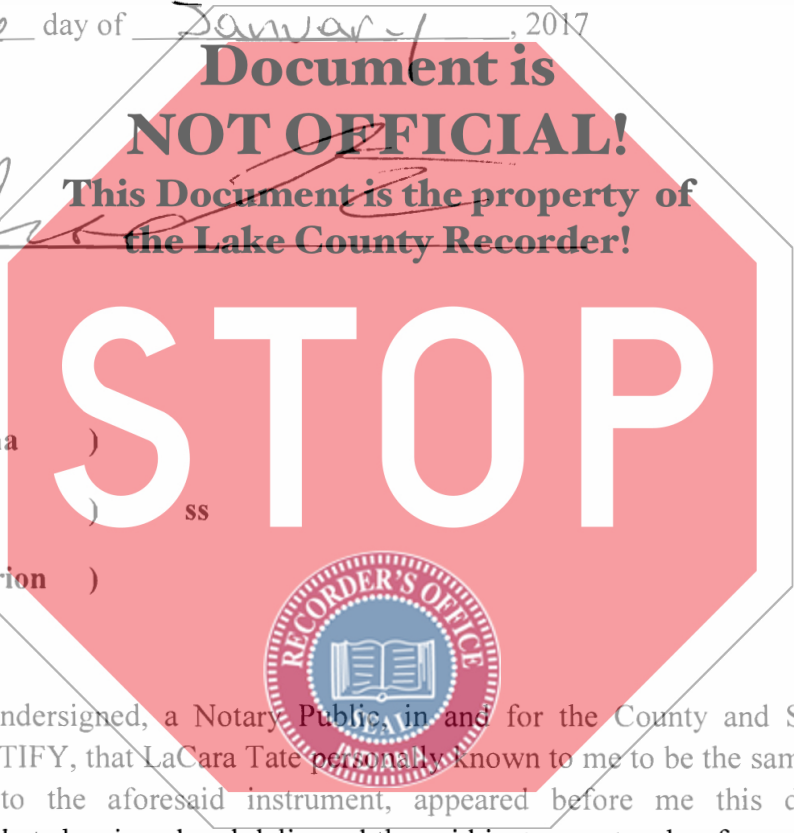 day of January, 2017
Document is
NOT OFFICIAL!
This Document is the property of
the Lake County Recorder!
STOP
a )
) ss
rion )
RECORDER'S OFFICE
SEAL
INDIANA
ndersigned, a Notary Public, in and for the County and S
TIFY, that LaCara Tate personally known to me to be the sam
to the aforesaid instrument, appeared before me this d